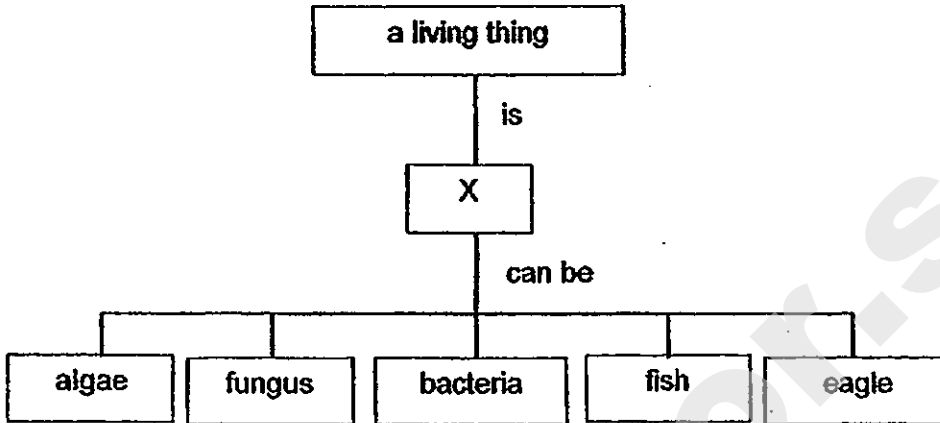 a living thing
is
X
can be
algae
fungus
bacteria
fish
eagle